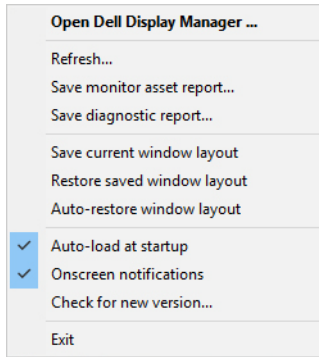 Open Dell Display Manager ...
Refresh...
Save monitor asset report...
Save diagnostic report...
Save current window layout
Restore saved window layout
Auto-restore window layout
Auto-load at startup
Onscreen notifications
Check for new version...
Exit